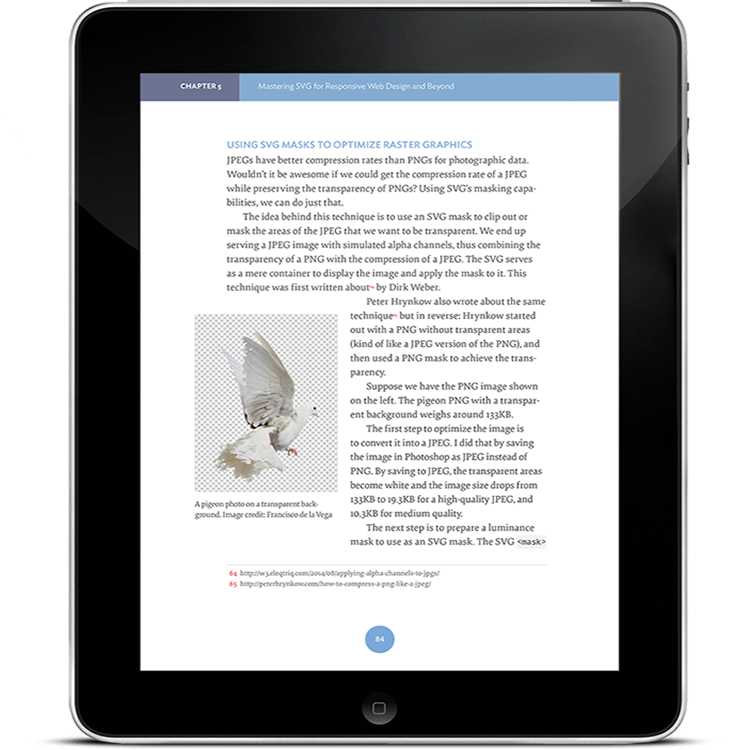 CHAPTER 5 Mastering SVG for Responsive Web Design and Beyond
USING SVG MASKS TO OPTIMIZE RASTER GRAPHICS
JPEGs have better compression rates than PNGs for photographic data.
Wouldn't it be awesome if we could get the compression rate of a JPEG
while preserving the transparency of PNGs? Using SVG's masking capa-
bilities, we can do just that.
The idea behind this technique is to use an SVG mask to clip out or
mask the areas of the JPEG that we want to be transparent. We end up
serving a JPEG image with simulated alpha channels, thus combining the
transparency of a PNG with the compression of a JPEG. The SVG serves
as a mere container to display the image and apply the mask to it. This
technique was first written about64 by Dirk Weber.
Peter Hrynkow also wrote about the same
technique65 but in reverse: Hrynkow started
out with a PNG without transparent areas
(kind of like a JPEG version of the PNG), and
then used a PNG mask to achieve the trans-
parency.
Suppose we have the PNG image shown
on the left. The pigeon PNG with a transpar-
ent background weighs around 133KB.
The first step to optimize the image is
to convert it into a JPEG. I did that by saving
the image in Photoshop as JPEG instead of
PNG. By saving to JPEG, the transparent areas
become white and the image size drops from
133KB to 19.3KB for a high-quality JPEG, and
10.3KB for medium quality.
The next step is to prepare a luminance
mask to use as an SVG mask. The SVG <mask>
A pigeon photo on a transparent back-
ground. Image credit: Francisco de la Vega
64 http://w3.eleqtriq.com/2014/08/applying-alpha-channels-to-jpgs/
65 http://peterhrynkow.com/how-to-compress-a-png-like-a-jpeg/
84